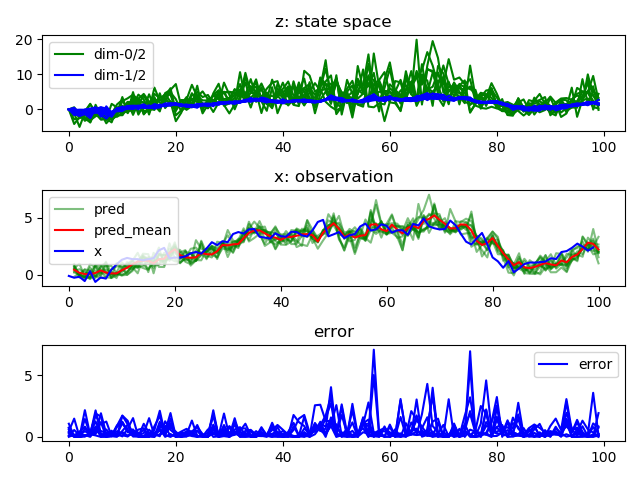 z: state space
20
10
0
dim-0/2
dim-1/2
0 20 40 60 80 100
x: observation
5
0
pred
pred_mean
x
0 20 40 60 80 100
error
5
0
error
0 20 40 60 80 100